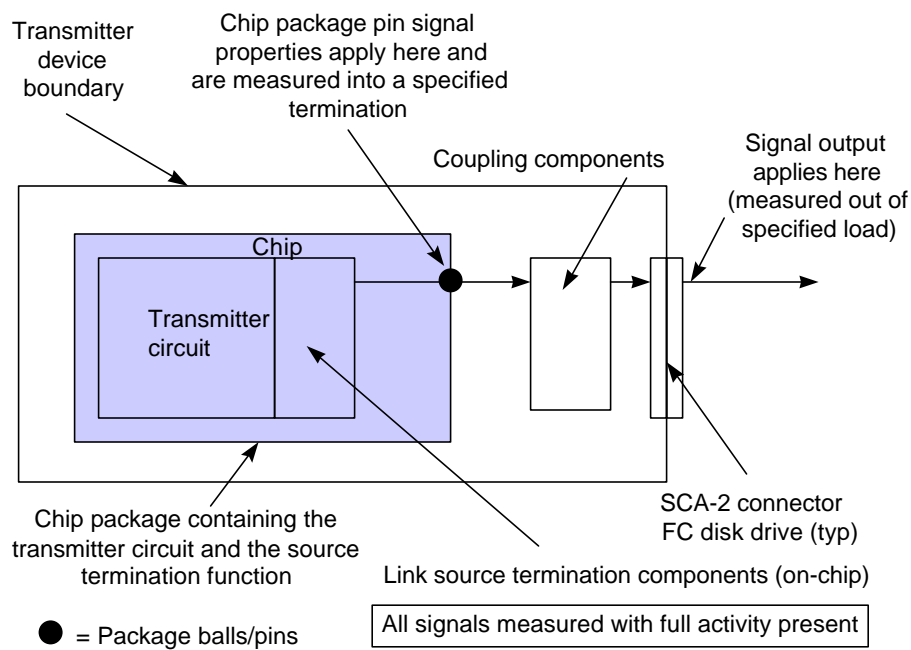 Transmitter
device
boundary
Chip package pin signal
properties apply here and
are measured into a specified
termination
Coupling components
Signal output
applies here
(measured out of
specified load)
Chip
Transmitter
circuit
Chip package containing the
transmitter circuit and the source
termination function
SCA-2 connector
FC disk drive (typ)
Link source termination components (on-chip)
= Package balls/pins
All signals measured with full activity present